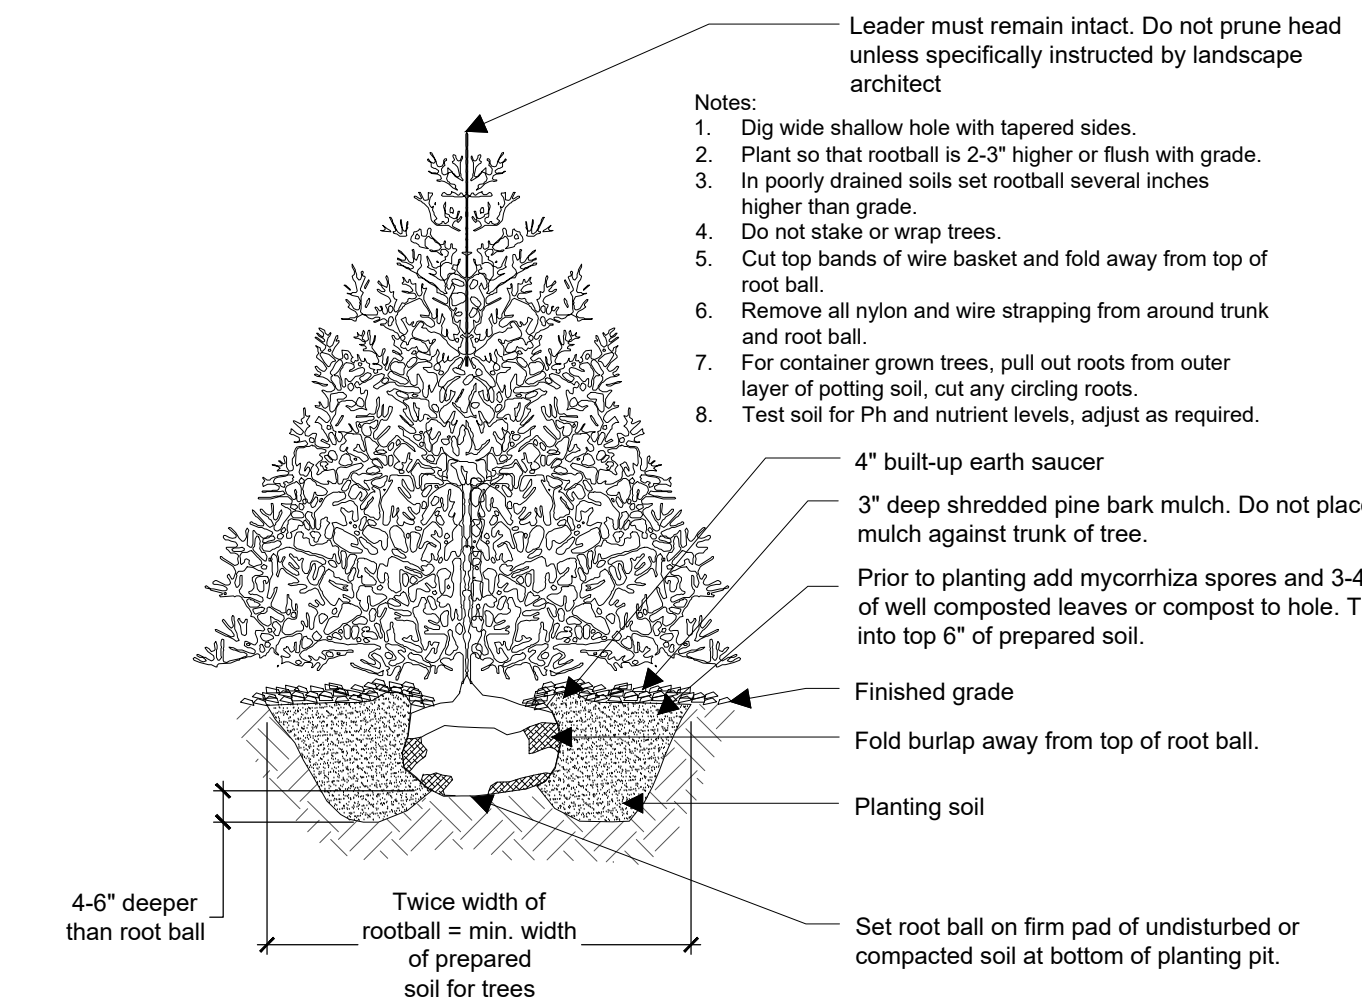 Leader must remain intact. Do not prune head
unless specifically instructed by landscape
architect
Notes:
1. Dig wide shallow hole with tapered sides.
2. Plant so that rootball is 2-3" higher or flush with grade.
3. In poorly drained soils set rootball several inches
higher than grade.
4. Do not stake or wrap trees.
5. Cut top bands of wire basket and fold away from top of
root ball.
6. Remove all nylon and wire strapping from around trunk
and root ball.
7. For container grown trees, pull out roots from outer
layer of potting soil, cut any circling roots.
8. Test soil for Ph and nutrient levels, adjust as required.
4" built-up earth saucer
3" deep shredded pine bark mulch. Do not place
mulch against trunk of tree.
Prior to planting add mycorrhiza spores and 3-4
of well composted leaves or compost to hole.
into top 6" of prepared soil.
Finished grade
Fold burlap away from top of root ball.
Planting soil
4-6" deeper
than root ball
Twice width of
rootball = min. width
of prepared
soil for trees
Set root ball on firm pad of undisturbed or
compacted soil at bottom of planting pit.